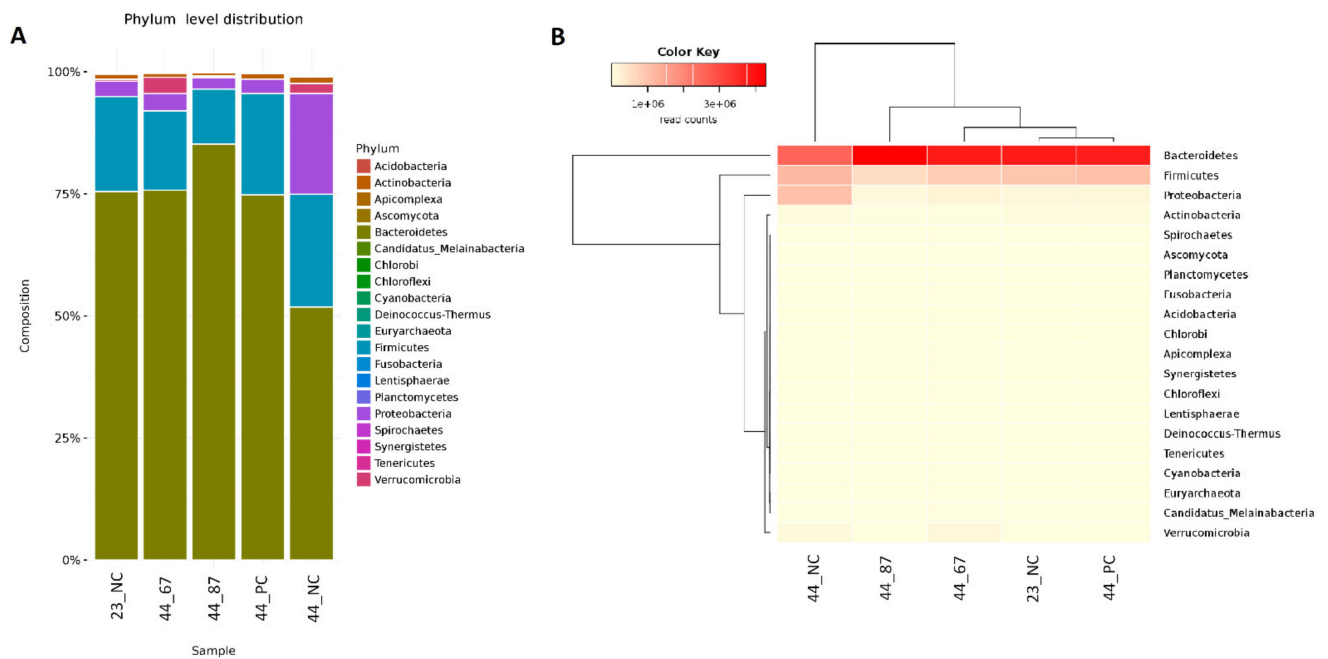 Phylum level distribution
A
100%
75%
50%
25%
0%
Composition
23_NC
44_67
44_87
44_PC
44_NC
Sample
Phylum
Acidobacteria
Actinobacteria
Apicomplexa
Ascomycota
Bacteroidetes
Candidatus_Melainabacteria
Chlorobi
Chloroflexi
Cyanobacteria
Deinococcus-Thermus
Euryarchaeota
Firmicutes
Fusobacteria
Lentisphaerae
Planctomycetes
Proteobacteria
Spirochaetes
Synergistetes
Tenericutes
Verrucomicrobia
B
Color Key
1e+06 3e+06
read counts
Bacteroidetes
Firmicutes
Proteobacteria
Actinobacteria
Spirochaetes
Ascomycota
Planctomycetes
Fusobacteria
Acidobacteria
Chlorobi
Apicomplexa
Synergistetes
Chloroflexi
Lentisphaerae
Deinococcus-Thermus
Tenericutes
Cyanobacteria
Euryarchaeota
Candidatus_Melainabacteria
Verrucomicrobia
44_NC
44_87
44_67
23_NC
44_PC